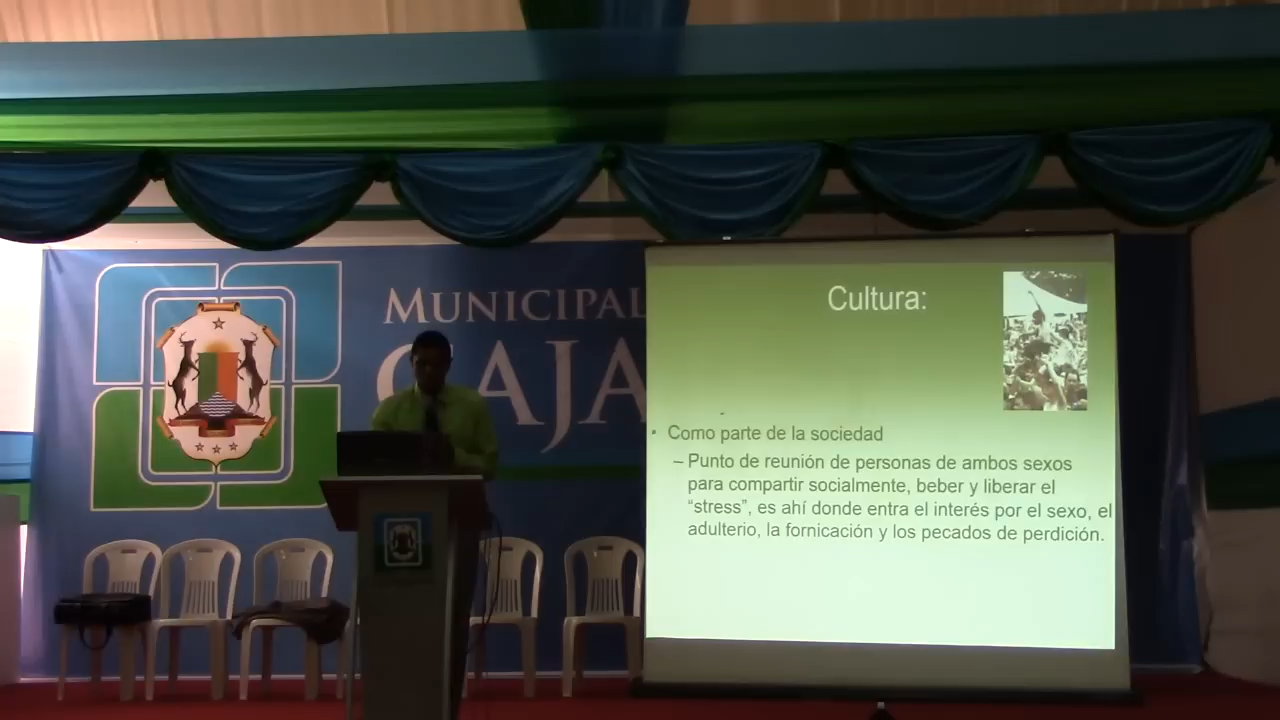 MUNICIPAL
CAJA
Cultura:
• Como parte de la sociedad
– Punto de reunión de personas de ambos sexos
para compartir socialmente, beber y liberar el
“stress”, es ahí donde entra el interés por el sexo, el
adulterio, la fornicación y los pecados de perdición.